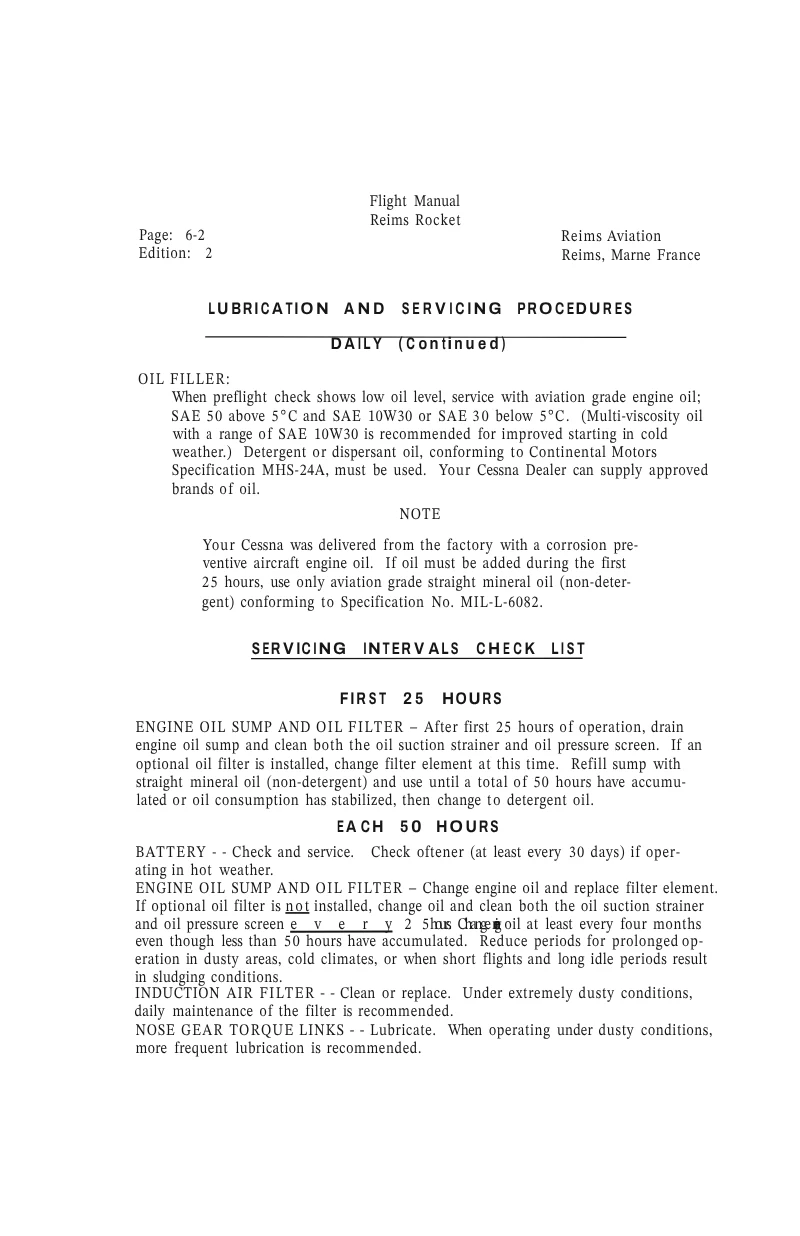 Flight Manual
Reims Rocket
Page: 6-2
Edition: 2
Reims Aviation
Reims, Marne France
LUBRICATION AND SERVICING PROCEDURES
DAILY (Continued)
OIL FILLER:
When preflight check shows low oil level, service with aviation grade engine oil;
SAE 50 above 5°C and SAE 10W30 or SAE 30 below 5°C. (Multi-viscosity oil
with a range of SAE 10W30 is recommended for improved starting in cold
weather.) Detergent or dispersant oil, conforming to Continental Motors
Specification MHS-24A, must be used. Your Cessna Dealer can supply approved
brands of oil.
NOTE
Your Cessna was delivered from the factory with a corrosion pre-
ventive aircraft engine oil. If oil must be added during the first
25 hours, use only aviation grade straight mineral oil (non-deter-
gent) conforming to Specification No. MIL-L-6082.
SERVICING INTERVALS CHECK LIST
FIRST 25 HOURS
ENGINE OIL SUMP AND OIL FILTER – After first 25 hours of operation, drain
engine oil sump and clean both the oil suction strainer and oil pressure screen. If an
optional oil filter is installed, change filter element at this time. Refill sump with
straight mineral oil (non-detergent) and use until a total of 50 hours have accumu-
lated or oil consumption has stabilized, then change to detergent oil.
EACH 50 HOURS
BATTERY - - Check and service. Check oftener (at least every 30 days) if oper-
ating in hot weather.
ENGINE OIL SUMP AND OIL FILTER – Change engine oil and replace filter element.
If optional oil filter is not installed, change oil and clean both the oil suction strainer
and oil pressure screen e v e r y 2 5 hours. Change oil at least every four months
even though less than 50 hours have accumulated. Reduce periods for prolonged op-
eration in dusty areas, cold climates, or when short flights and long idle periods result
in sludging conditions.
INDUCTION AIR FILTER - - Clean or replace. Under extremely dusty conditions,
daily maintenance of the filter is recommended.
NOSE GEAR TORQUE LINKS - - Lubricate. When operating under dusty conditions,
more frequent lubrication is recommended.